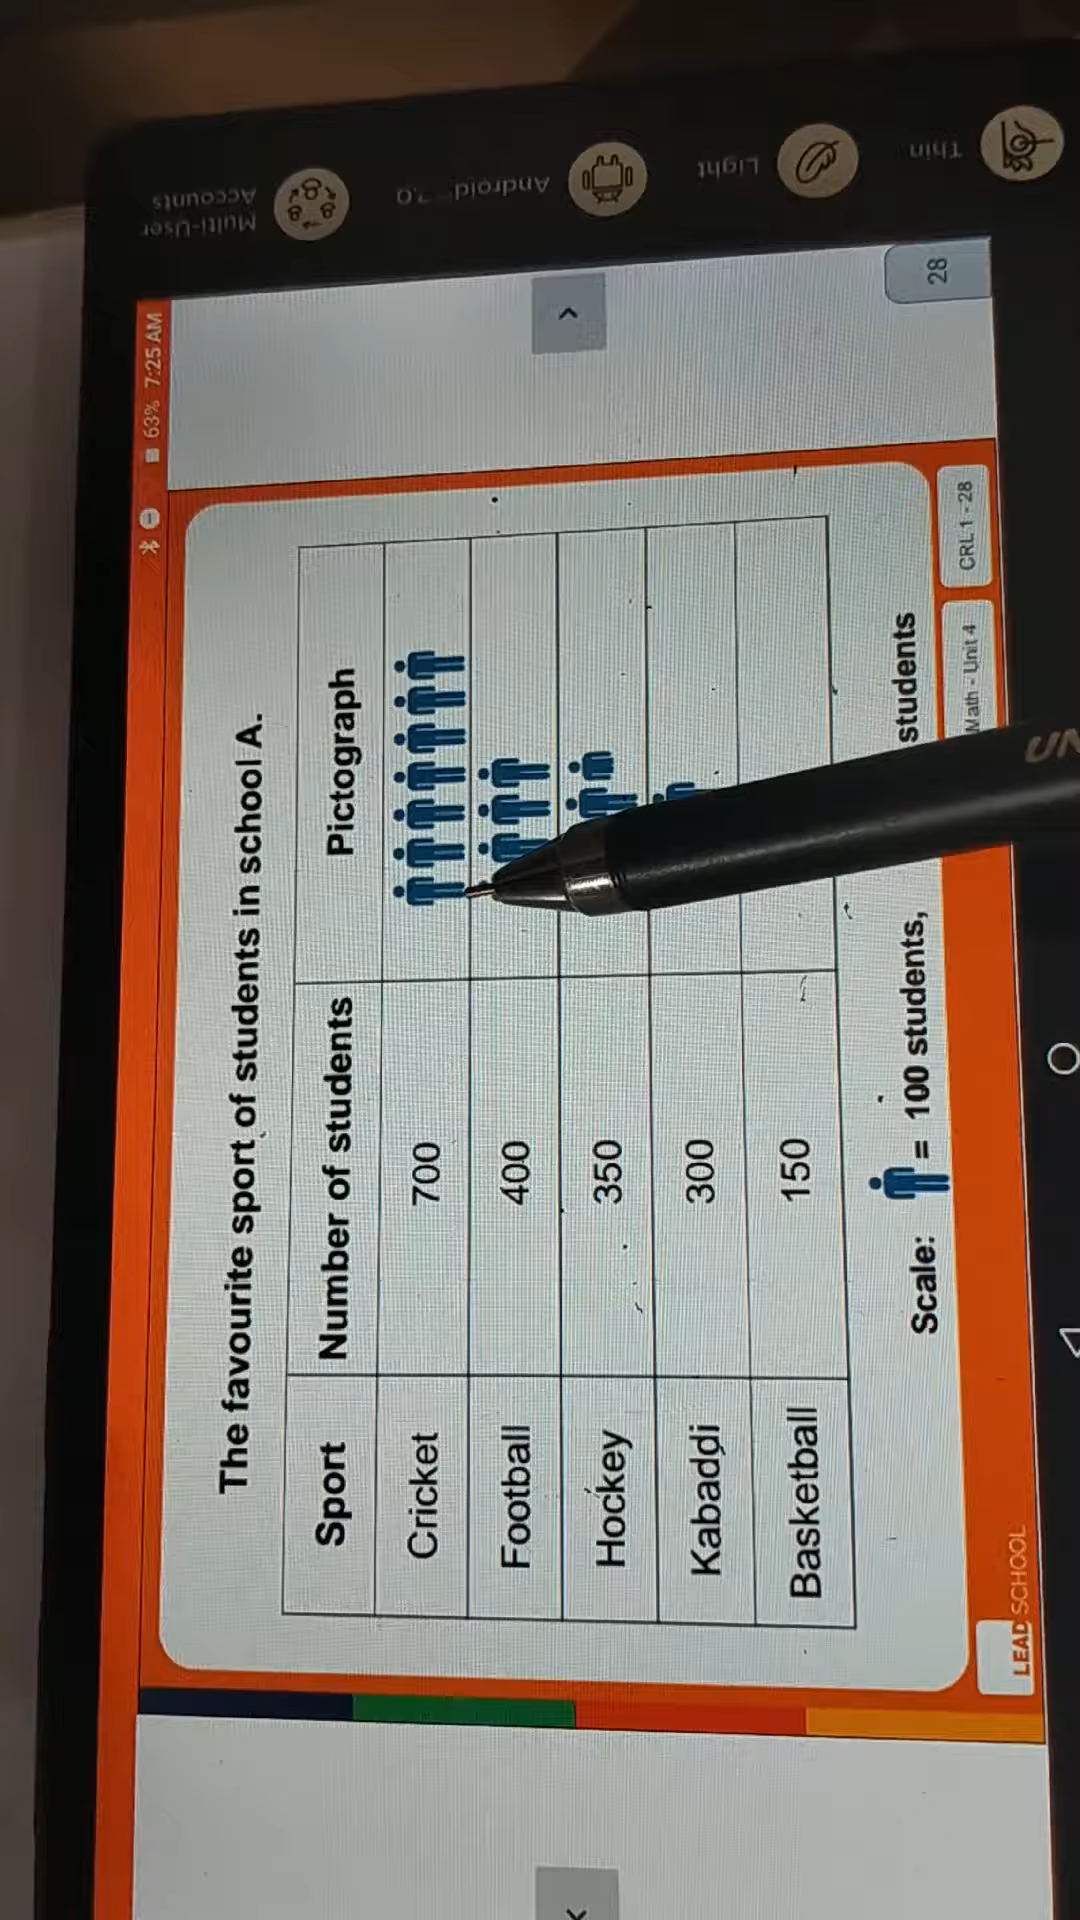 63% 7:25 AM
The favourite sport of students in school A.
Sport Number of students Pictograph
Cricket 700
Football 400
Hockey 350
Kabaddi 300
Basketball 150
Scale: = 100 students, students
LEAD SCHOOL
Math - Unit 4 CRL 1 - 28
28
Multi-User
Accounts
Android
Light
Thin
UN